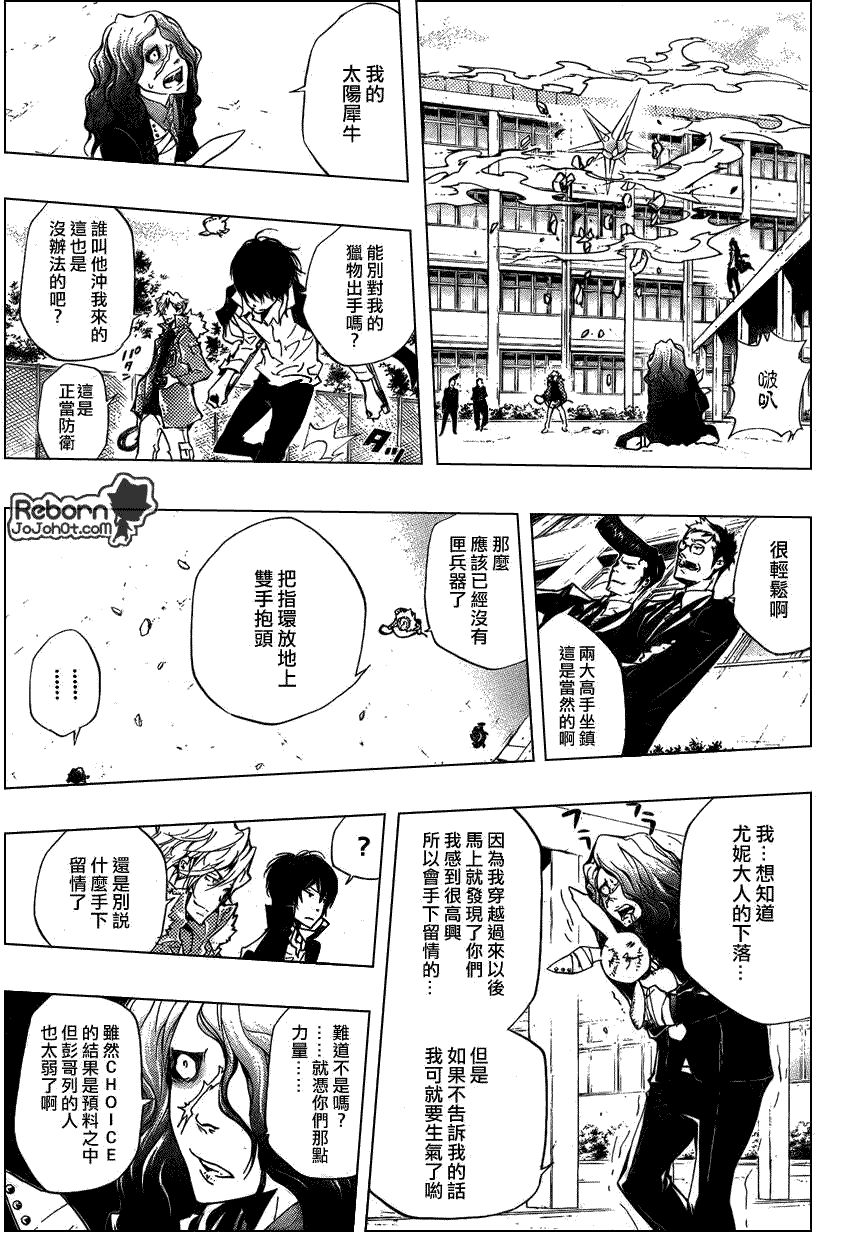 啵
叭
我的
太陽犀牛
能別對我的
獵物出手嗎?
ダッ
誰叫他沖我來的
這也是
沒辦法的吧?
這是
正當防衛
Reborn
JoJoHOt.coM
很輕鬆啊
兩大高手坐鎮
這是當然的啊
那麼
應該已經沒有
匣兵器了
把指環放地上
雙手抱頭
……
我…想知道
尤妮大人的下落…
因為我穿越過來以後
馬上就發現了你們
我感到很高興
所以會手下留情的…
但是
如果不告訴我的話
我可就要生氣了喲
?
還是別說
什麼手下
留情了
難道不是嗎?
……就憑你們那點
力量……
雖然CHOICE
的結果是預料之中
但彭哥列的人
也太弱了啊